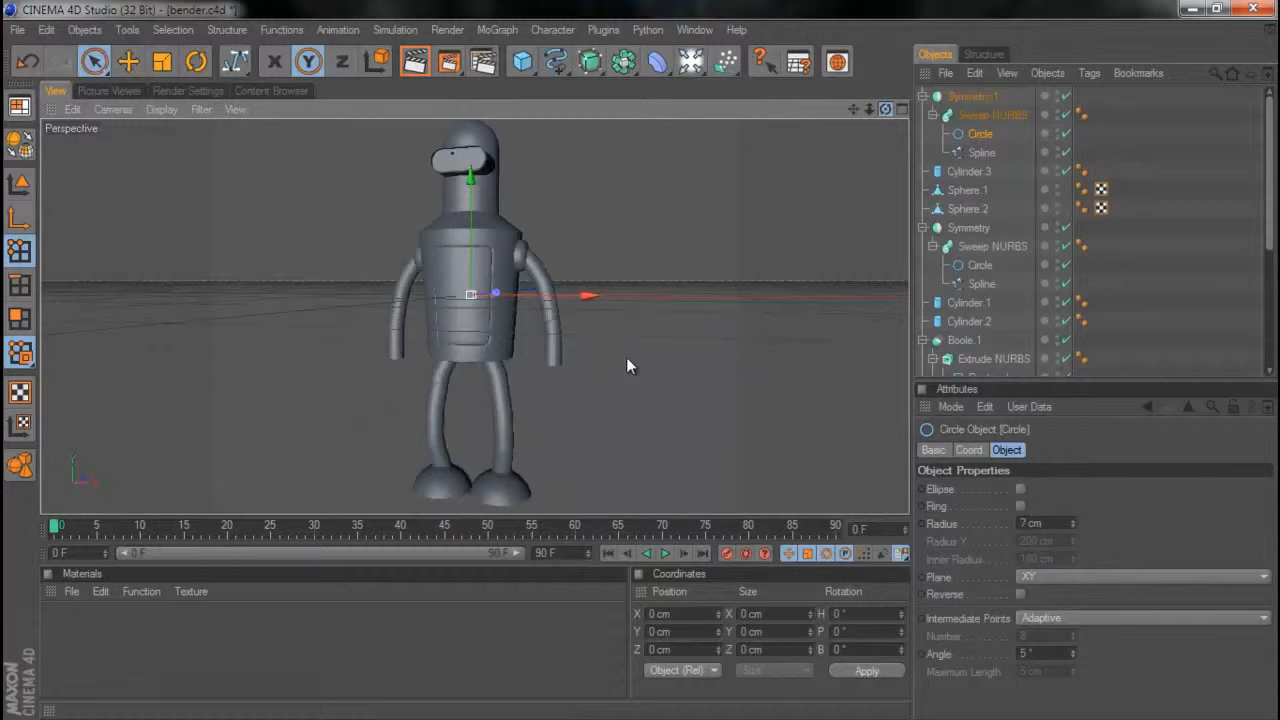 CINEMA 4D Studio (32 Bit) - [bender.c4d *]
File Edit Objects Tools Selection Structure Functions Animation Simulation Render MoGraph Character Plugins Python Window Help
Objects Structure
File Edit View Objects Tags Bookmarks
View Picture Viewer Render Settings Content Browser
Edit Cameras Display Filter View
Perspective
Symmetry.1
Sweep NURBS
Circle
Spline
Cylinder.3
Sphere.1
Sphere.2
Symmetry
Sweep NURBS
Circle
Spline
Cylinder.1
Cylinder.2
Boole.1
Extrude NURBS
Y
X
Attributes
Mode Edit User Data
Circle Object [Circle]
Basic Coord. Object
Object Properties
Ellipse
Ring
Radius 7 cm
Radius Y 200 cm
Inner Radius 100 cm
Plane XY
Reverse
Intermediate Points Adaptive
Number 8
Angle 5 °
Maximum Length 5 cm
0 5 10 15 20 25 30 35 40 45 50 55 60 65 70 75 80 85 90 0 F
0 F 0 F 90 F 90 F
Materials
File Edit Function Texture
Coordinates
Position Size Rotation
X 0 cm X 0 cm H 0 °
Y 0 cm Y 0 cm P 0 °
Z 0 cm Z 0 cm B 0 °
Object (Rel) Size Apply
MAXON
CINEMA 4D